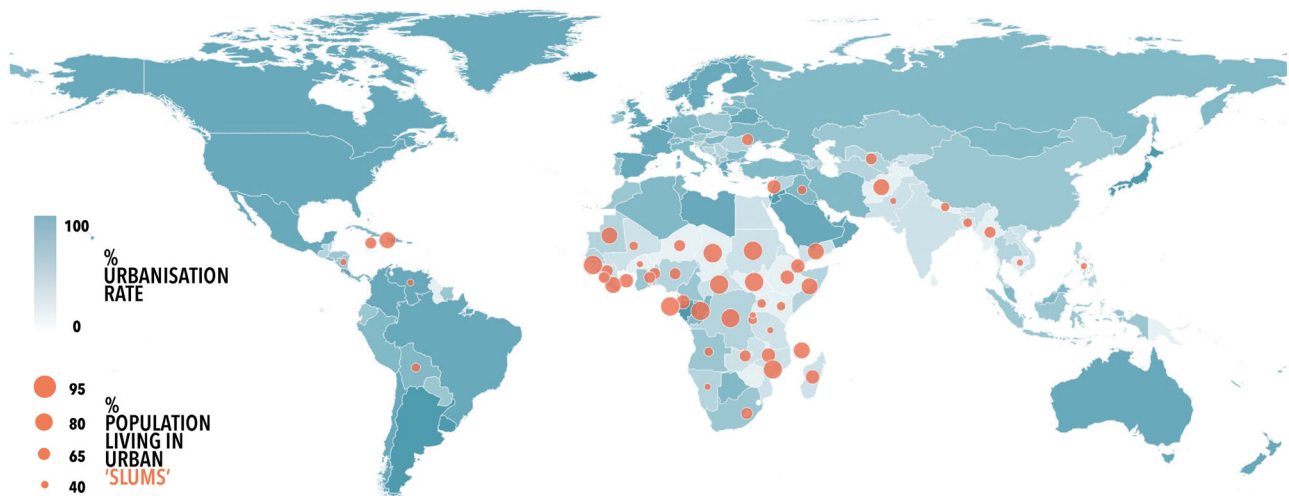 100
%
URBANISATION
RATE
0
95
%
80
POPULATION
LIVING IN
65
URBAN
'SLUMS'
40